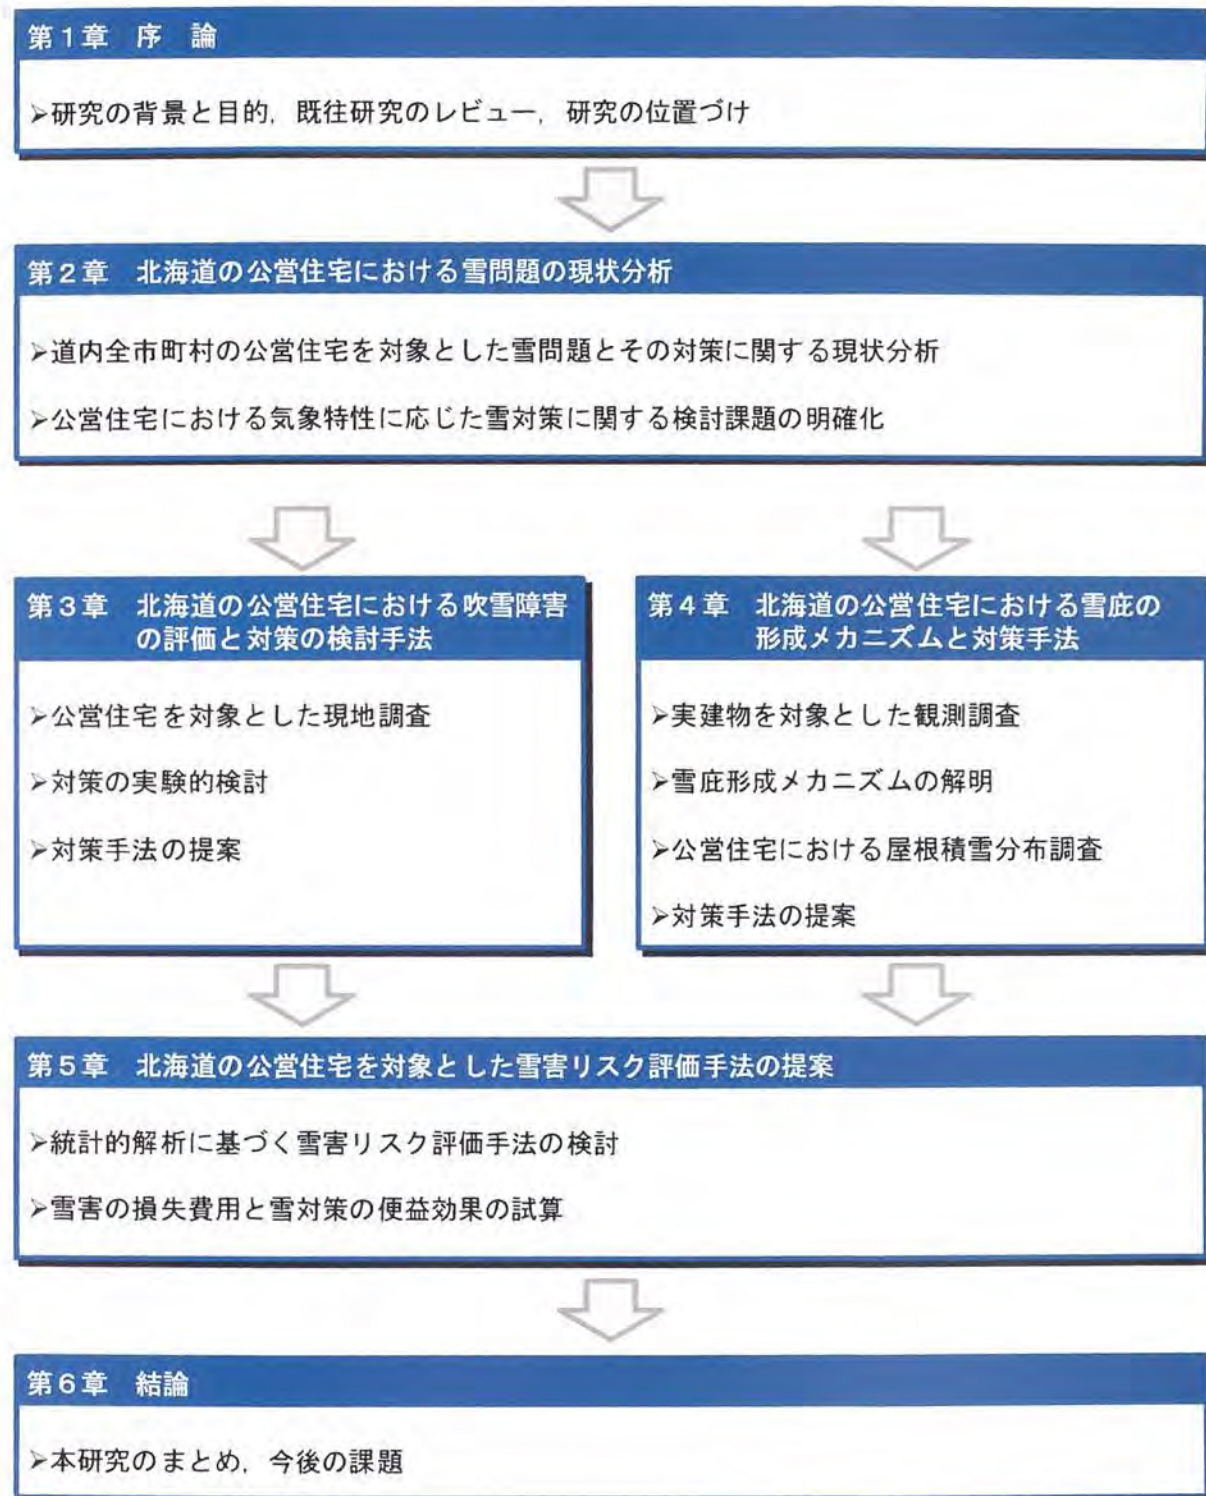 第1章 序 論
➢研究の背景と目的，既往研究のレビュー，研究の位置づけ
第2章 北海道の公営住宅における雪問題の現状分析
➢道内全市町村の公営住宅を対象とした雪問題とその対策に関する現状分析
➢公営住宅における気象特性に応じた雪対策に関する検討課題の明確化
第3章 北海道の公営住宅における吹雪障害
の評価と対策の検討手法
➢公営住宅を対象とした現地調査
➢対策の実験的検討
➢対策手法の提案
第4章 北海道の公営住宅における雪庇の
形成メカニズムと対策手法
➢実建物を対象とした観測調査
➢雪庇形成メカニズムの解明
➢公営住宅における屋根積雪分布調査
➢対策手法の提案
第5章 北海道の公営住宅を対象とした雪害リスク評価手法の提案
➢統計的解析に基づく雪害リスク評価手法の検討
➢雪害の損失費用と雪対策の便益効果の試算
第6章 結論
➢本研究のまとめ，今後の課題